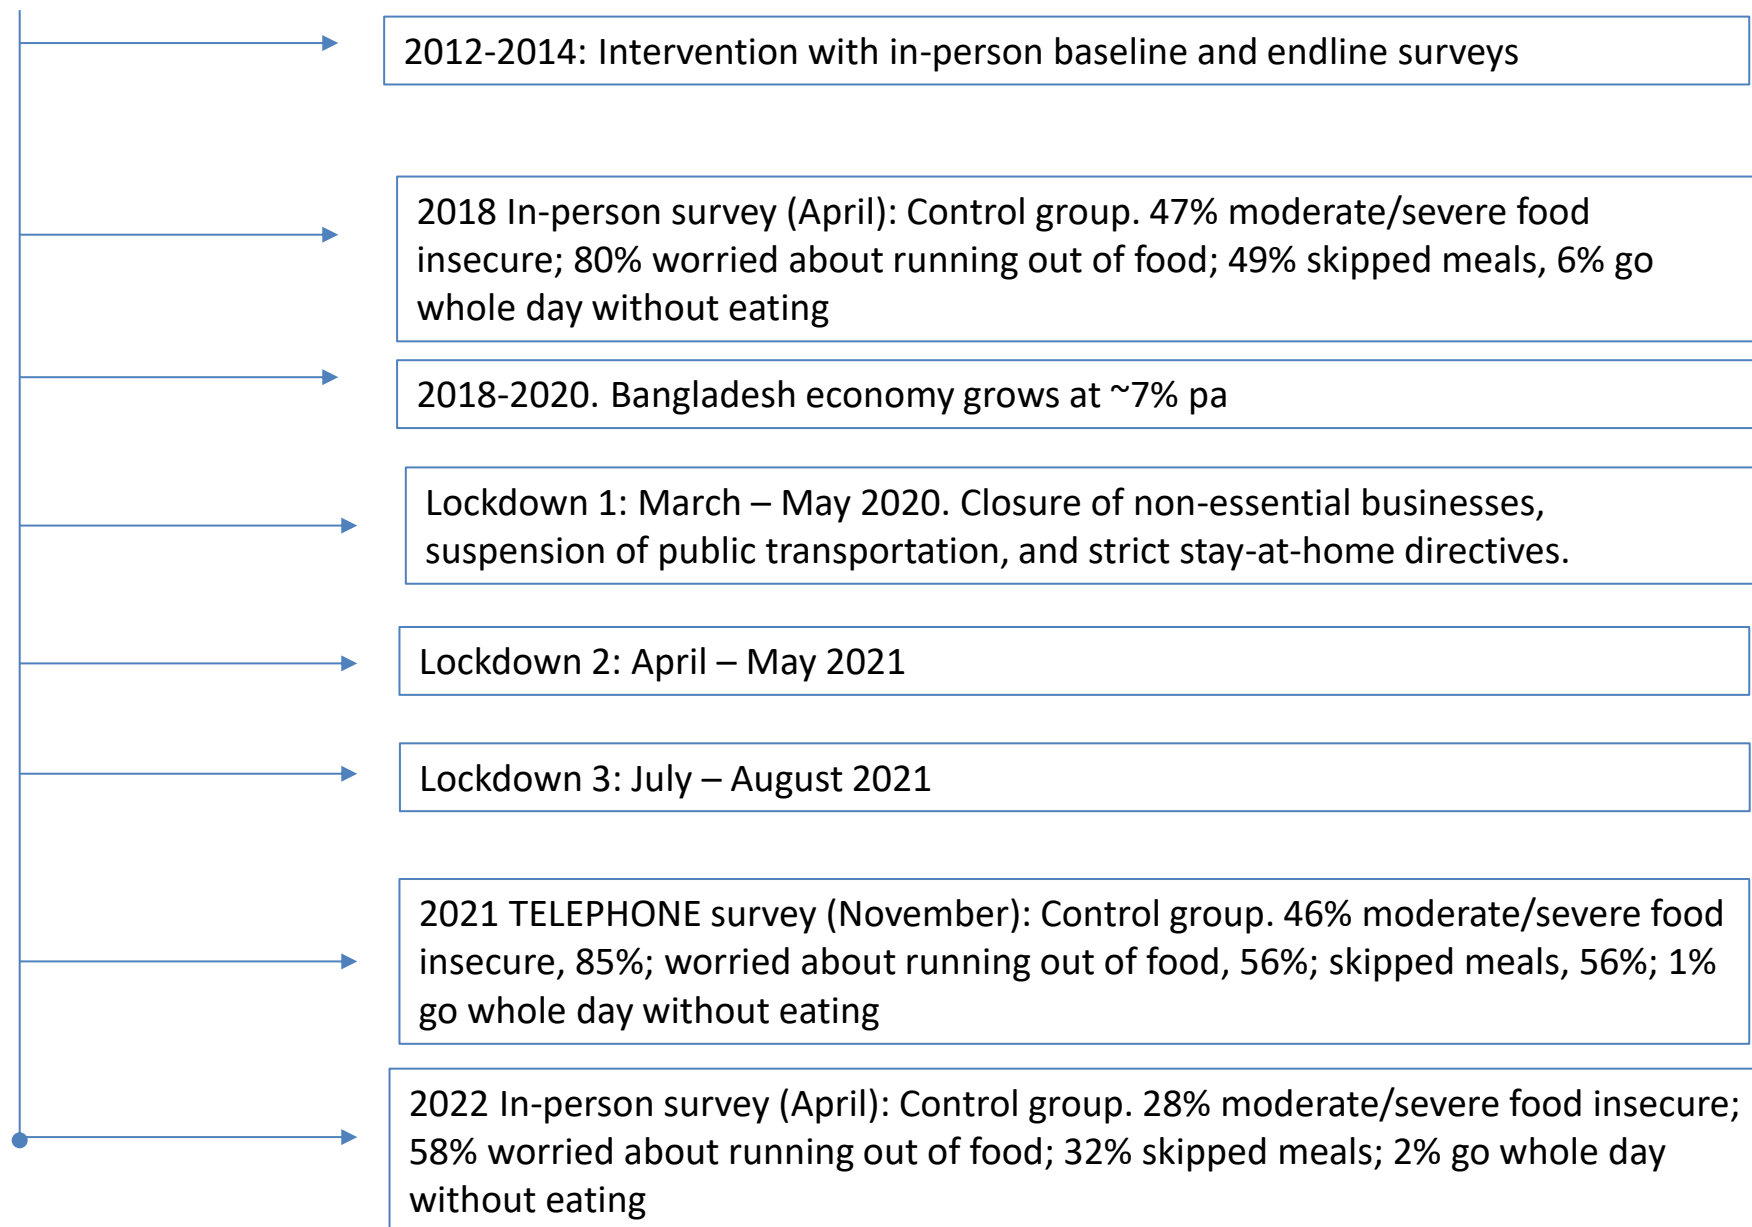 2012-2014: Intervention with in-person baseline and endline surveys
2018 In-person survey (April): Control group. 47% moderate/severe food
insecure; 80% worried about running out of food; 49% skipped meals, 6% go
whole day without eating
2018-2020. Bangladesh economy grows at ~7% pa
Lockdown 1: March – May 2020. Closure of non-essential businesses,
suspension of public transportation, and strict stay-at-home directives.
Lockdown 2: April – May 2021
Lockdown 3: July – August 2021
2021 TELEPHONE survey (November): Control group. 46% moderate/severe food
insecure, 85%; worried about running out of food, 56%; skipped meals, 56%; 1%
go whole day without eating
2022 In-person survey (April): Control group. 28% moderate/severe food insecure;
58% worried about running out of food; 32% skipped meals; 2% go whole day
without eating